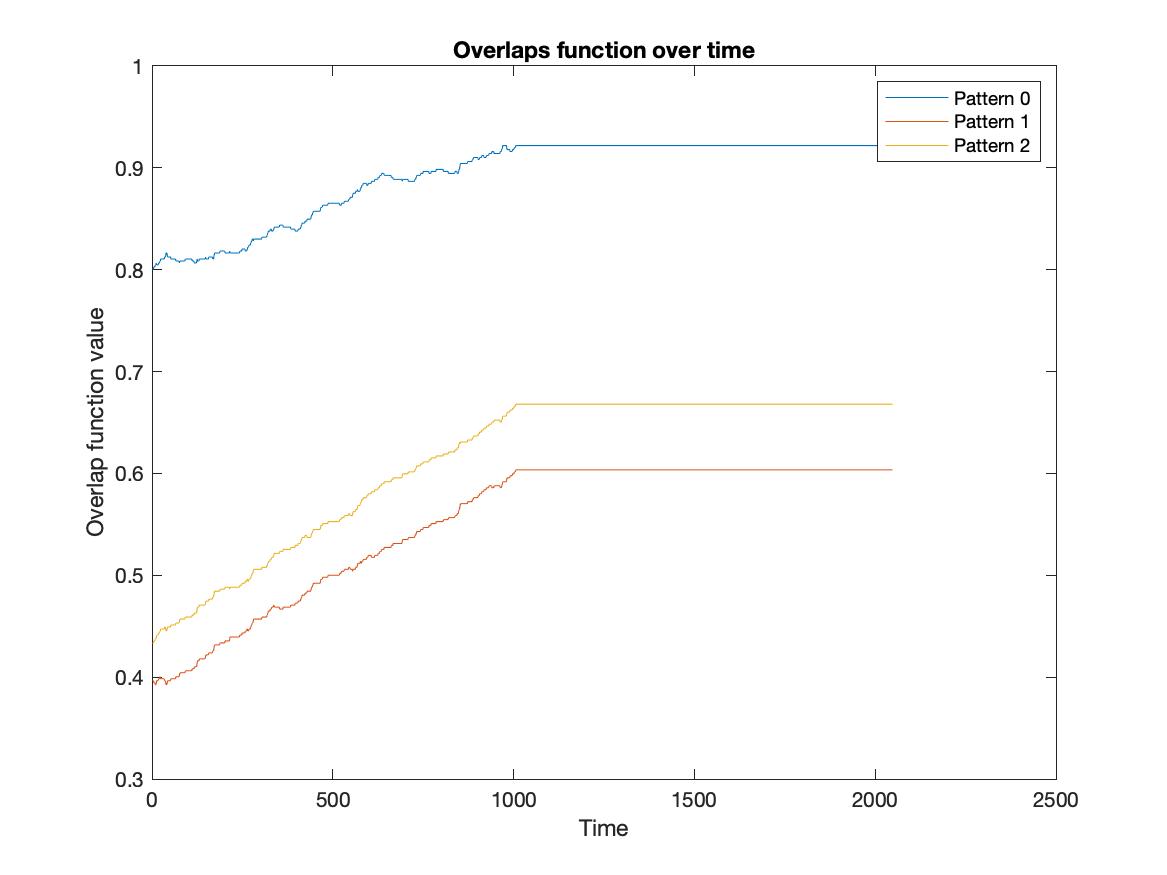 Overlaps function over time
1
0.9
0.8
0.7
0.6
0.5
0.4
0.3
Overlap function value
Pattern 0
Pattern 1
Pattern 2
0 500 1000 1500 2000 2500
Time